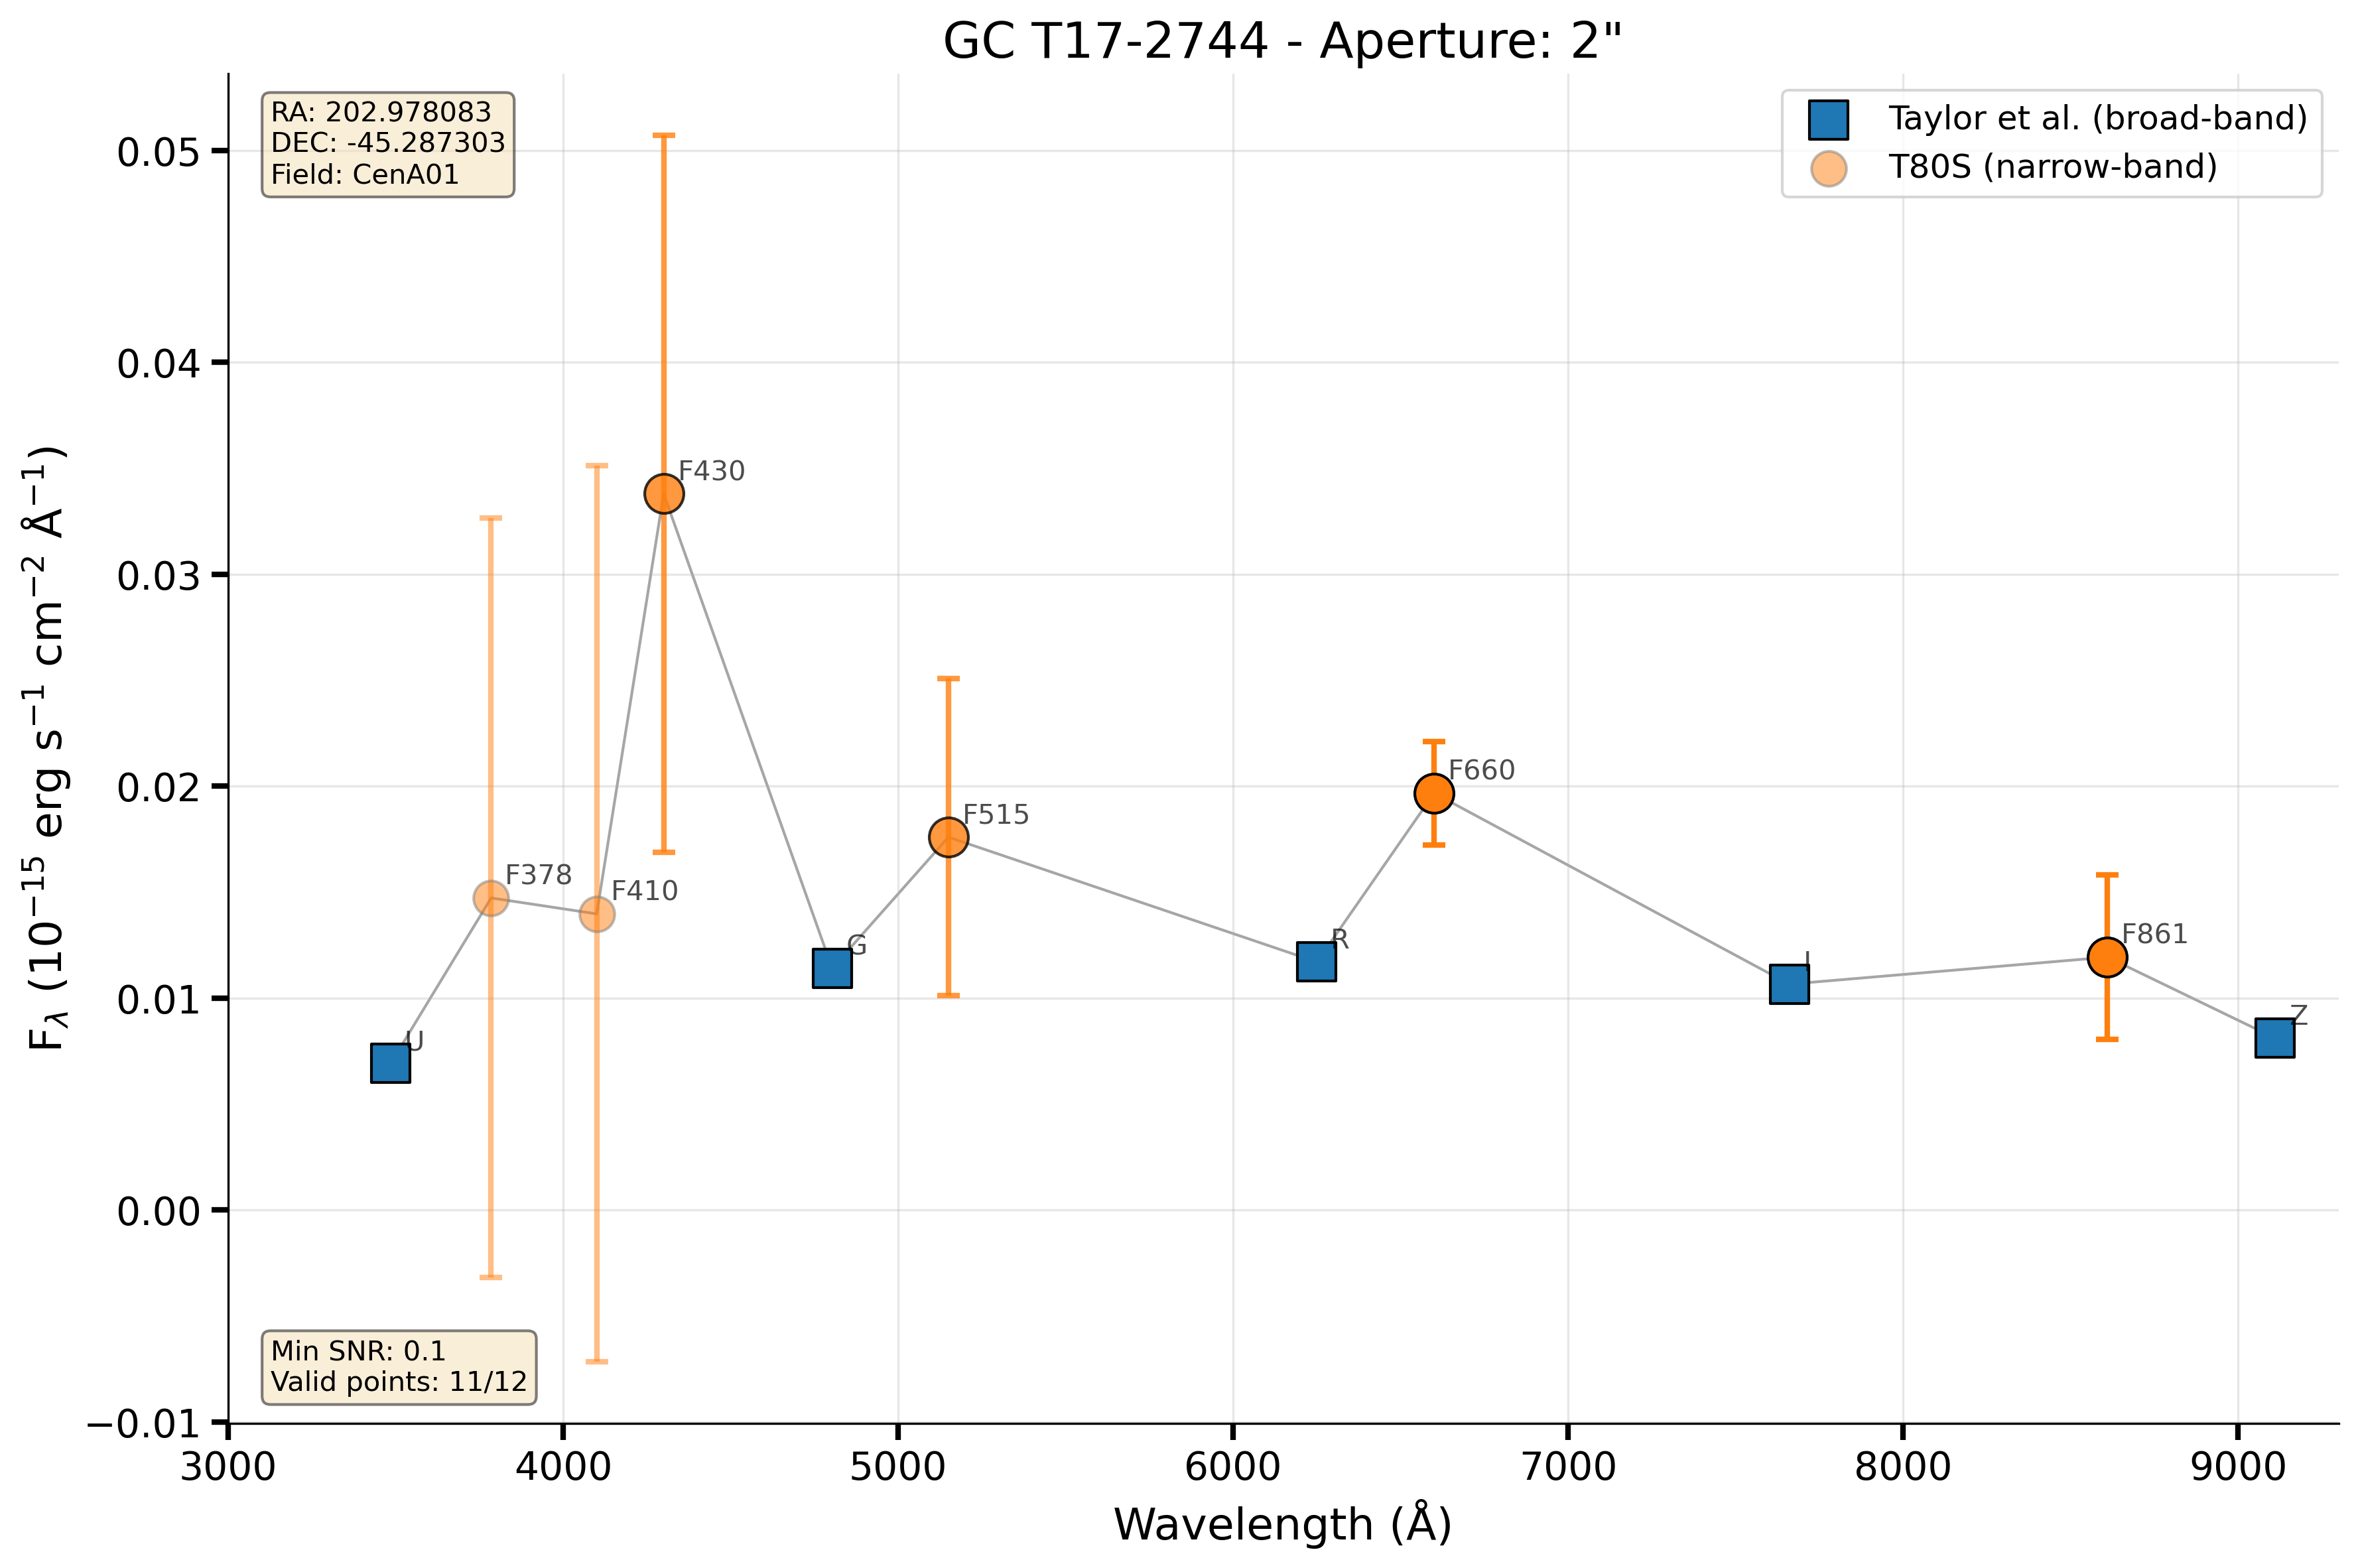 GC T17-2744 - Aperture: 2"
RA: 202.978083
DEC: -45.287303
Field: CenA01
Taylor et al. (broad-band)
T80S (narrow-band)
0.05
0.04
0.03
0.02
0.01
0.00
−0.01
F$_λ$ (10$^{−15}$ erg s$^{−1}$ cm$^{−2}$ Å$^{−1}$)
F430
F378
F410
F515
F660
F861
U
G
R
I
Z
Min SNR: 0.1
Valid points: 11/12
3000 4000 5000 6000 7000 8000 9000
Wavelength (Å)